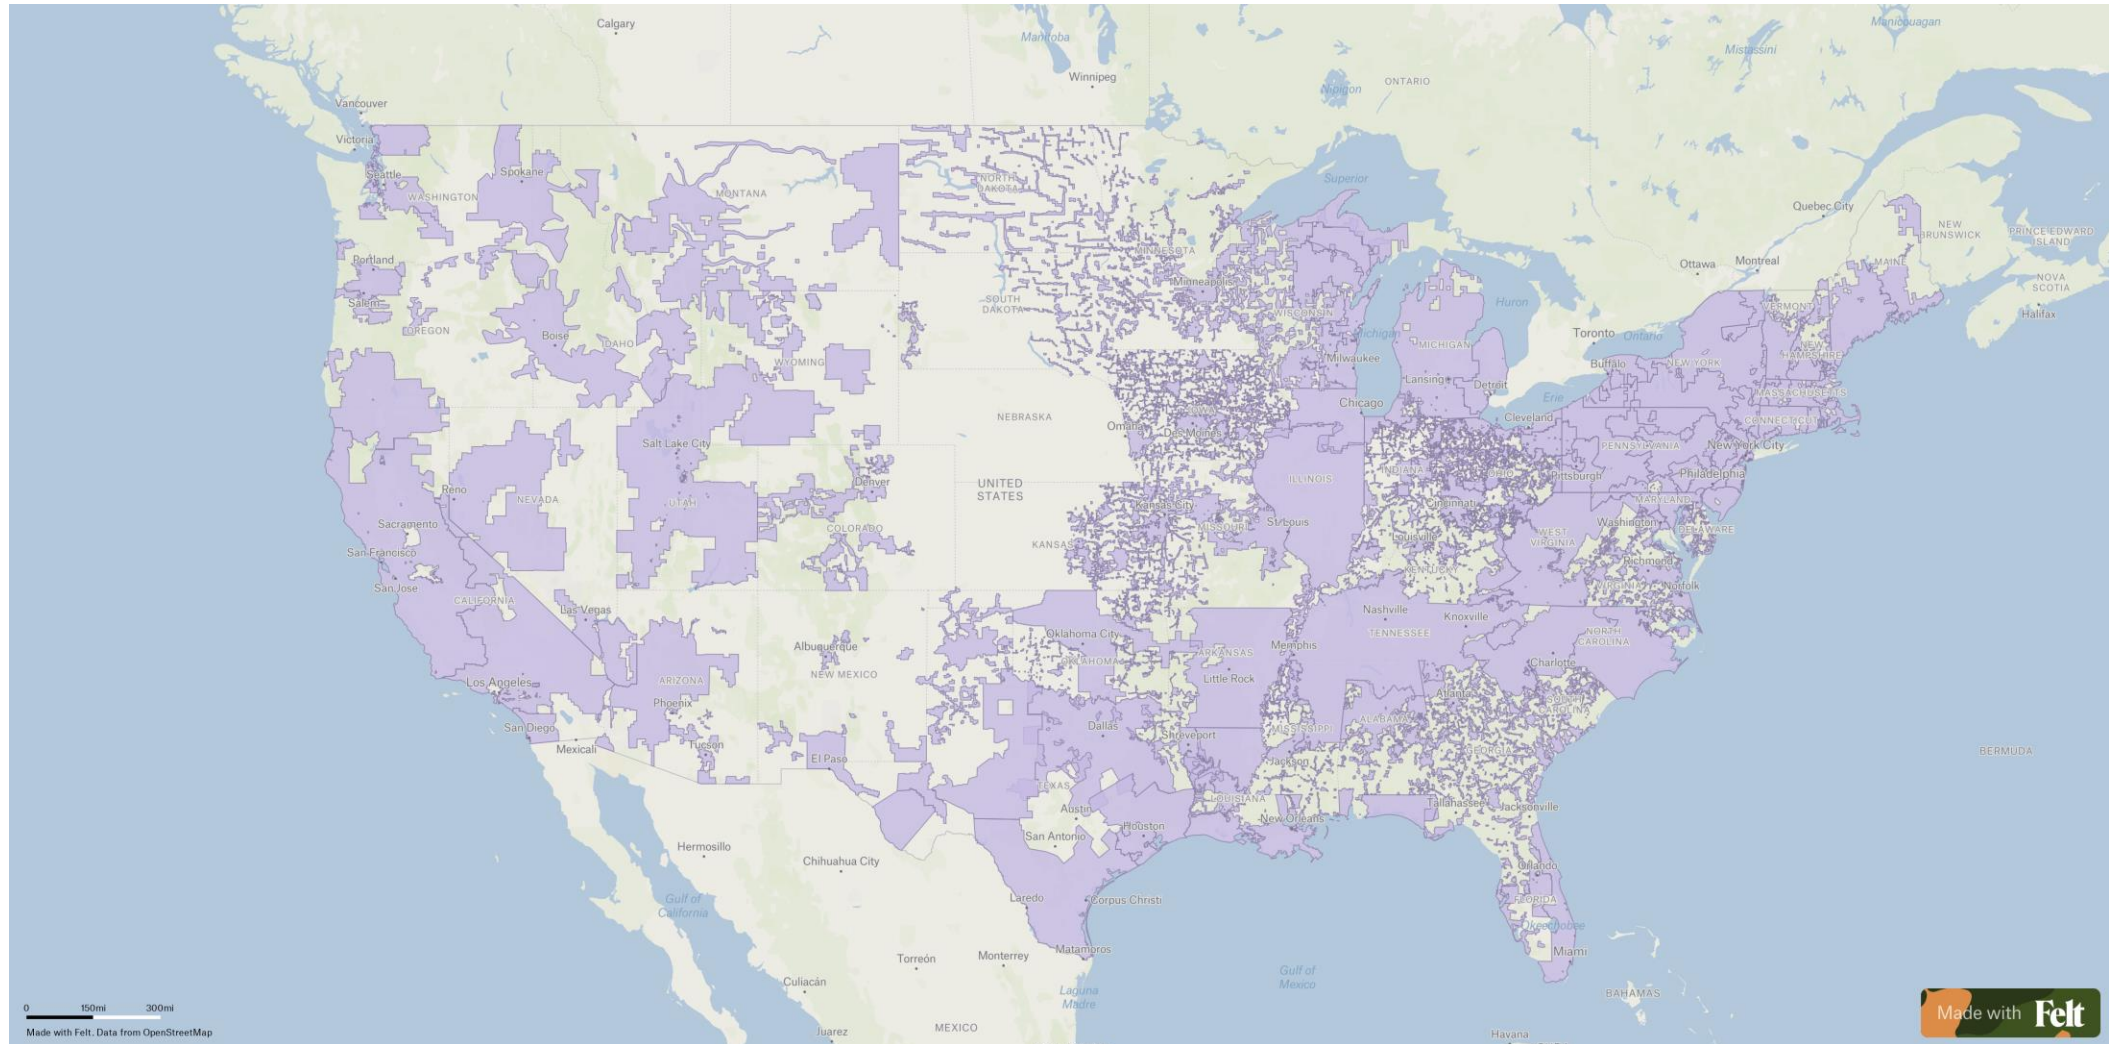 Calgary
Manitoba
Winnipeg
Nipigon
ONTARIO
Mistassini
Manicouagan
Vancouver
Victoria
Seattle
WASHINGTON
Spokane
MONTANA
NORTH
DAKOTA
Superior
Quebec City
NEW
BRUNSWICK
PRINCE EDWARD
ISLAND
Portland
Salem
OREGON
Boise
IDAHO
WYOMING
SOUTH
DAKOTA
MINNESOTA
Minneapolis
WISCONSIN
Michigan
Huron
Ottawa
Montreal
MAINE
NOVA
SCOTIA
Halifax
Toronto
Ontario
VERMONT
NEW
HAMPSHIRE
Milwaukee
MICHIGAN
Lansing
Detroit
Buffalo
NEW YORK
MASSACHUSETTS
CONNECTICUT
Erie
Chicago
Cleveland
NEBRASKA
Omaha
IOWA
Des Moines
Salt Lake City
Reno
NEVADA
UTAH
Denver
COLORADO
UNITED
STATES
ILLINOIS
INDIANA
OHIO
Pittsburgh
PENNSYLVANIA
New York City
Philadelphia
MARYLAND
DELAWARE
Sacramento
San Francisco
San Jose
CALIFORNIA
Las Vegas
KANSAS
Kansas City
MISSOURI
St. Louis
Cincinnati
Louisville
KENTUCKY
WEST
VIRGINIA
Washington
Richmond
VIRGINIA
Norfolk
Los Angeles
San Diego
Mexicali
ARIZONA
Phoenix
Tucson
Albuquerque
NEW MEXICO
El Paso
Oklahoma City
OKLAHOMA
ARKANSAS
Little Rock
Memphis
Nashville
TENNESSEE
Knoxville
NORTH
CAROLINA
Charlotte
SOUTH
CAROLINA
Atlanta
GEORGIA
ALABAMA
MISSISSIPPI
Jackson
Dallas
Shreveport
TEXAS
Austin
San Antonio
Houston
LOUISIANA
New Orleans
Tallahassee
Jacksonville
Orlando
FLORIDA
Okeechobee
Miami
BERMUDA
Hermosillo
Chihuahua City
Gulf of
California
Laredo
Corpus Christi
Matamoros
Torreón
Monterrey
Culiacán
Laguna
Madre
Gulf of
Mexico
BAHAMAS
Juarez
MEXICO
Havana
0 150mi 300mi
Made with Felt. Data from OpenStreetMap
Made with Felt